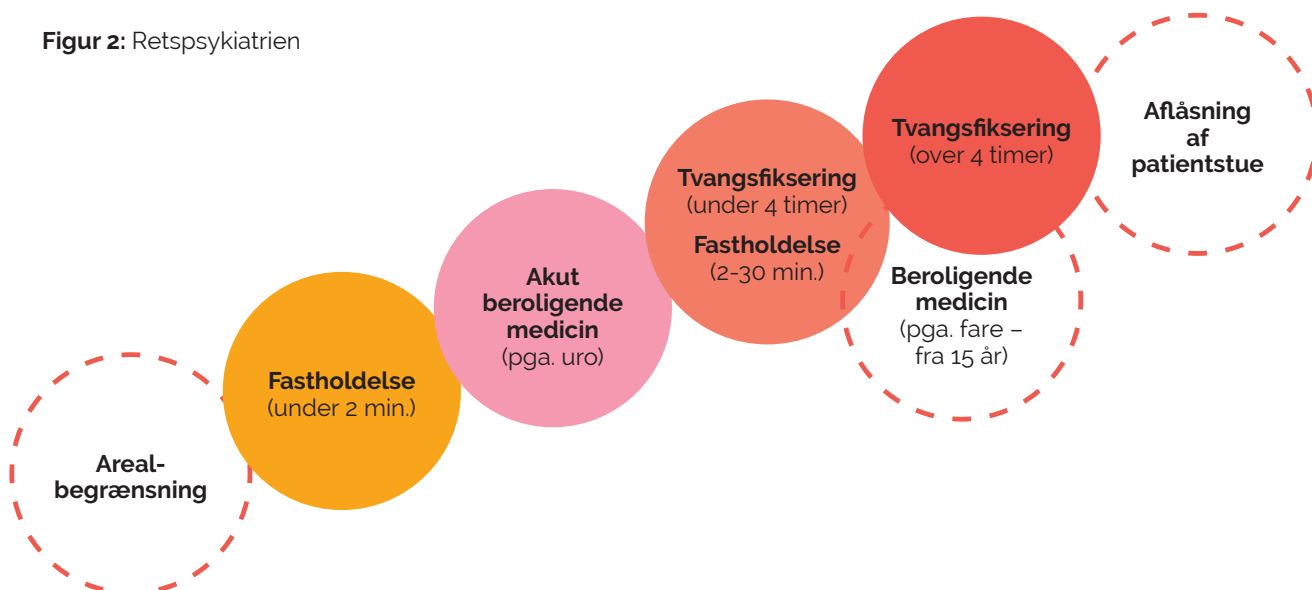 Figur 2: Retspsykiatrien
Areal-
begrænsning
Fastholdelse
(under 2 min.)
Akut
beroligende
medicin
(pga. uro)
Tvangsfiksering
(under 4 timer)
Fastholdelse
(2-30 min.)
Beroligende
medicin
(pga. fare –
fra 15 år)
Tvangsfiksering
(over 4 timer)
Aflåsning
af
patientstue